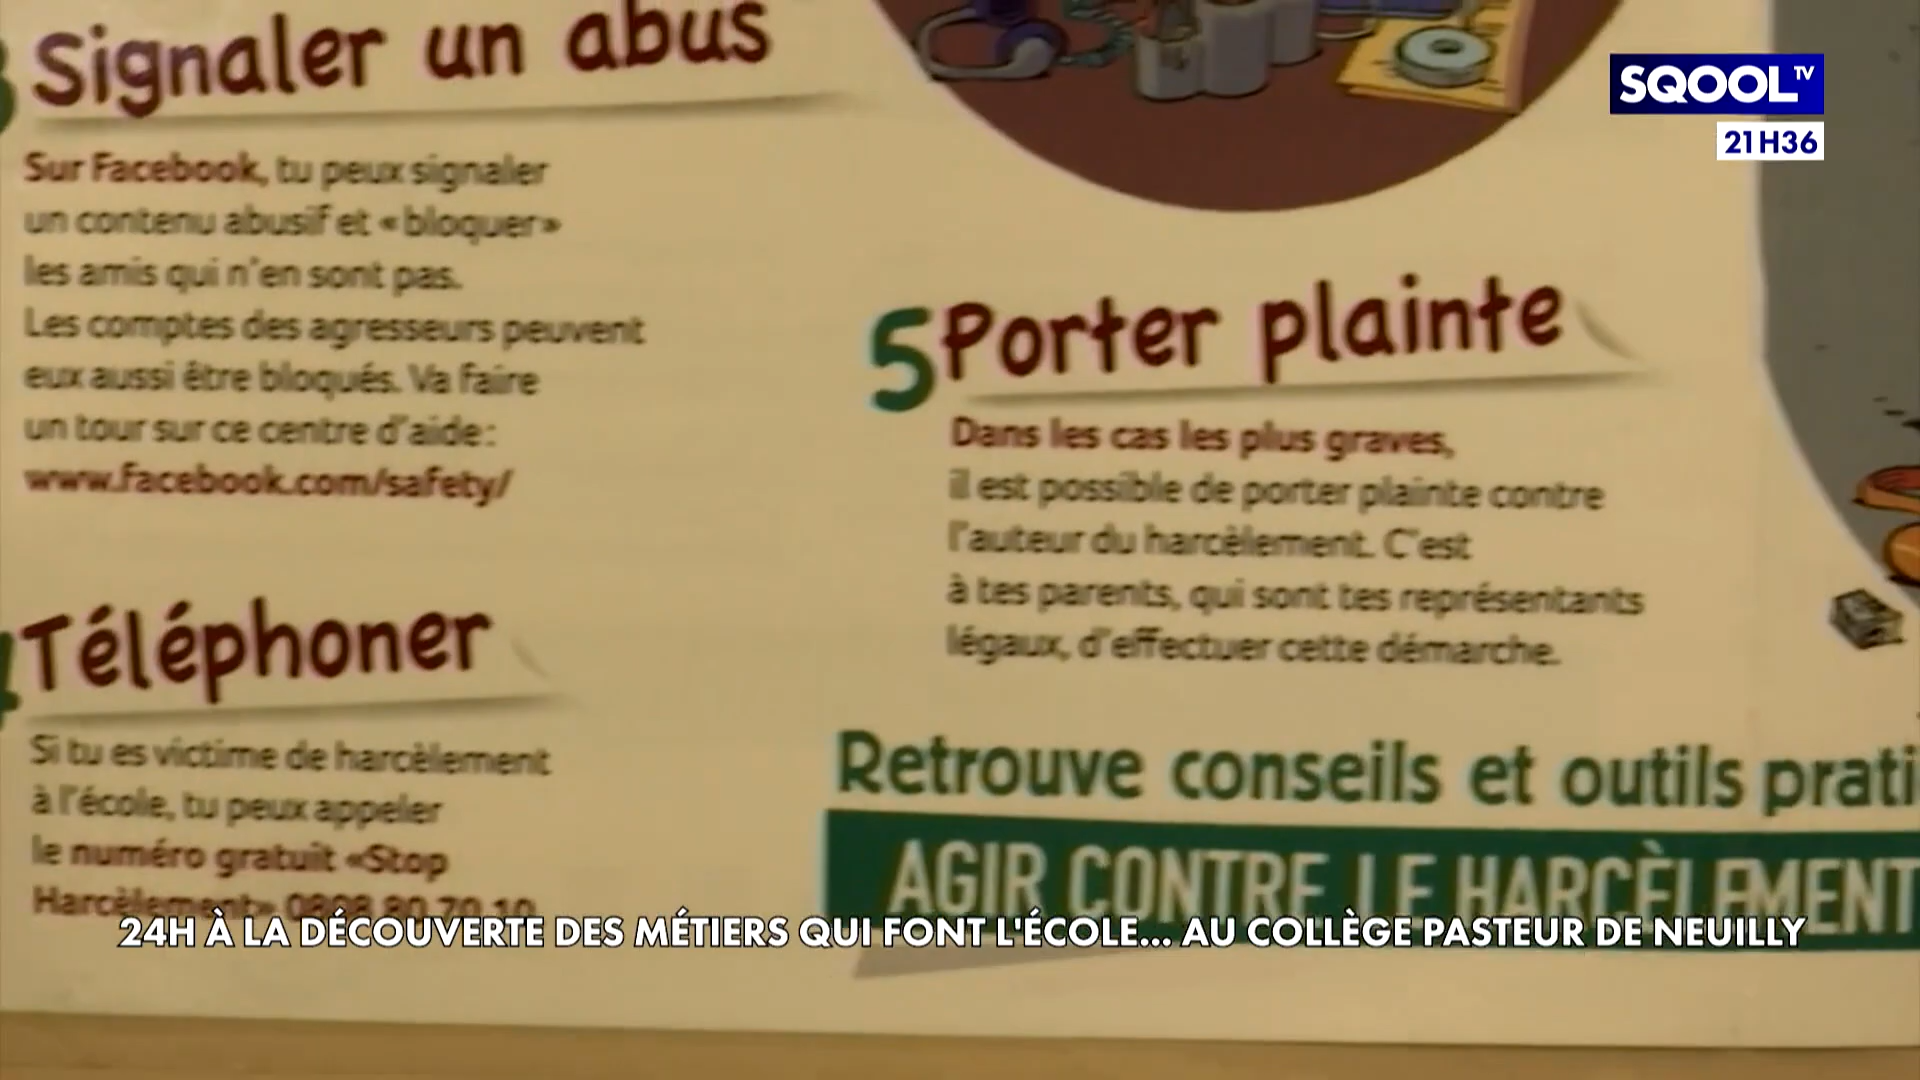 Signaler un abus
Sur Facebook, tu peux signaler
un contenu abusif et «bloquer»
les amis qui n'en sont pas.
Les comptes des agresseurs peuvent
eux aussi être bloqués. Va faire
un tour sur ce centre d'aide:
www.facebook.com/safety/
Téléphoner
Si tu es victime de harcèlement
à l'école, tu peux appeler
le numéro gratuit «Stop
Harcèlement»
5 Porter plainte
Dans les cas les plus graves,
il est possible de porter plainte contre
l'auteur du harcèlement. C'est
à tes parents, qui sont tes représentants
légaux, d'effectuer cette démarche.
Retrouve conseils et outils prati
AGIR CONTRE LE HARCÈLEMENT
SQOOL TV
21H36
24H À LA DÉCOUVERTE DES MÉTIERS QUI FONT L'ÉCOLE... AU COLLÈGE PASTEUR DE NEUILLY